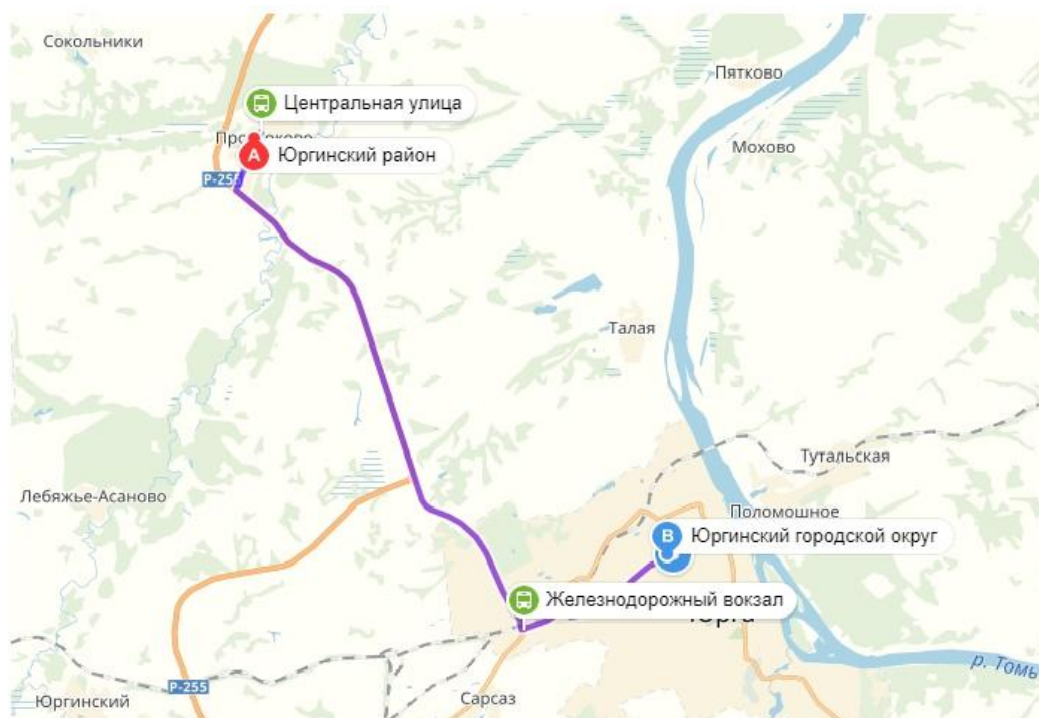 Сокольники
Пятково
Центральная улица
Мохово
A
Юргинский район
Р-255
Талая
Тутальская
Лебяжье-Асаново
Поломошное
B
Юргинский городской округ
Железнодорожный вокзал
р. Томь
Р-255
Юргинский
Сарсаз